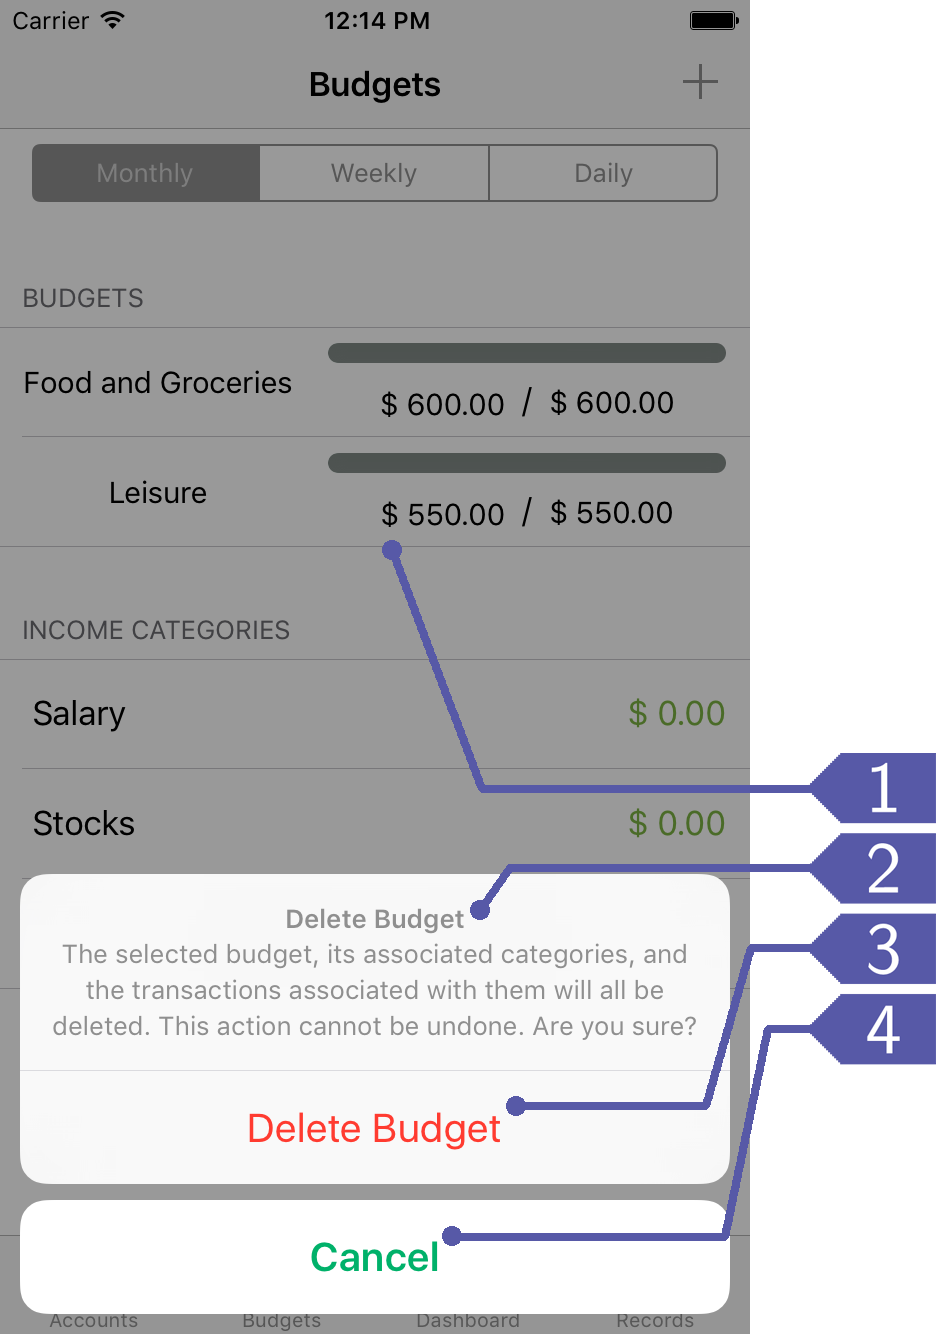 Carrier 12:14 PM
Budgets
Monthly Weekly Daily
BUDGETS
Food and Groceries $ 600.00 / $ 600.00
Leisure $ 550.00 / $ 550.00
INCOME CATEGORIES
Salary $ 0.00
1
Stocks $ 0.00
2
Delete Budget
The selected budget, its associated categories, and
3
the transactions associated with them will all be
deleted. This action cannot be undone. Are you sure?
4
Delete Budget
Cancel
Accounts Budgets Dashboard Records